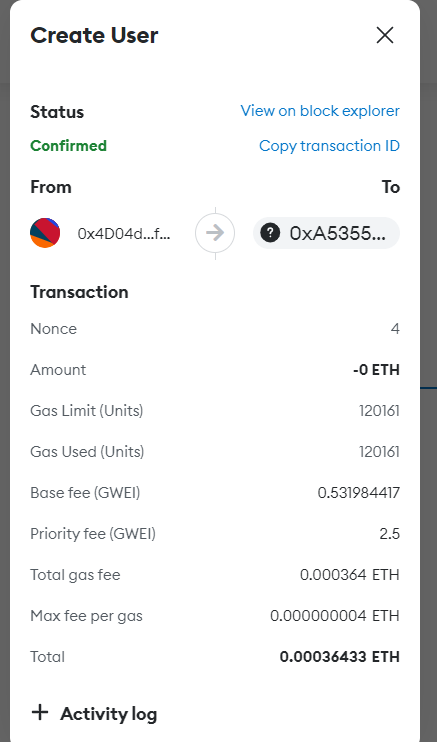 Create User
Status View on block explorer
Confirmed Copy transaction ID
From To
0x4D04d...f... ? 0xA5355...
Transaction
Nonce 4
Amount -0 ETH
Gas Limit (Units) 120161
Gas Used (Units) 120161
Base fee (GWEI) 0.531984417
Priority fee (GWEI) 2.5
Total gas fee 0.000364 ETH
Max fee per gas 0.000000004 ETH
Total 0.00036433 ETH
+ Activity log